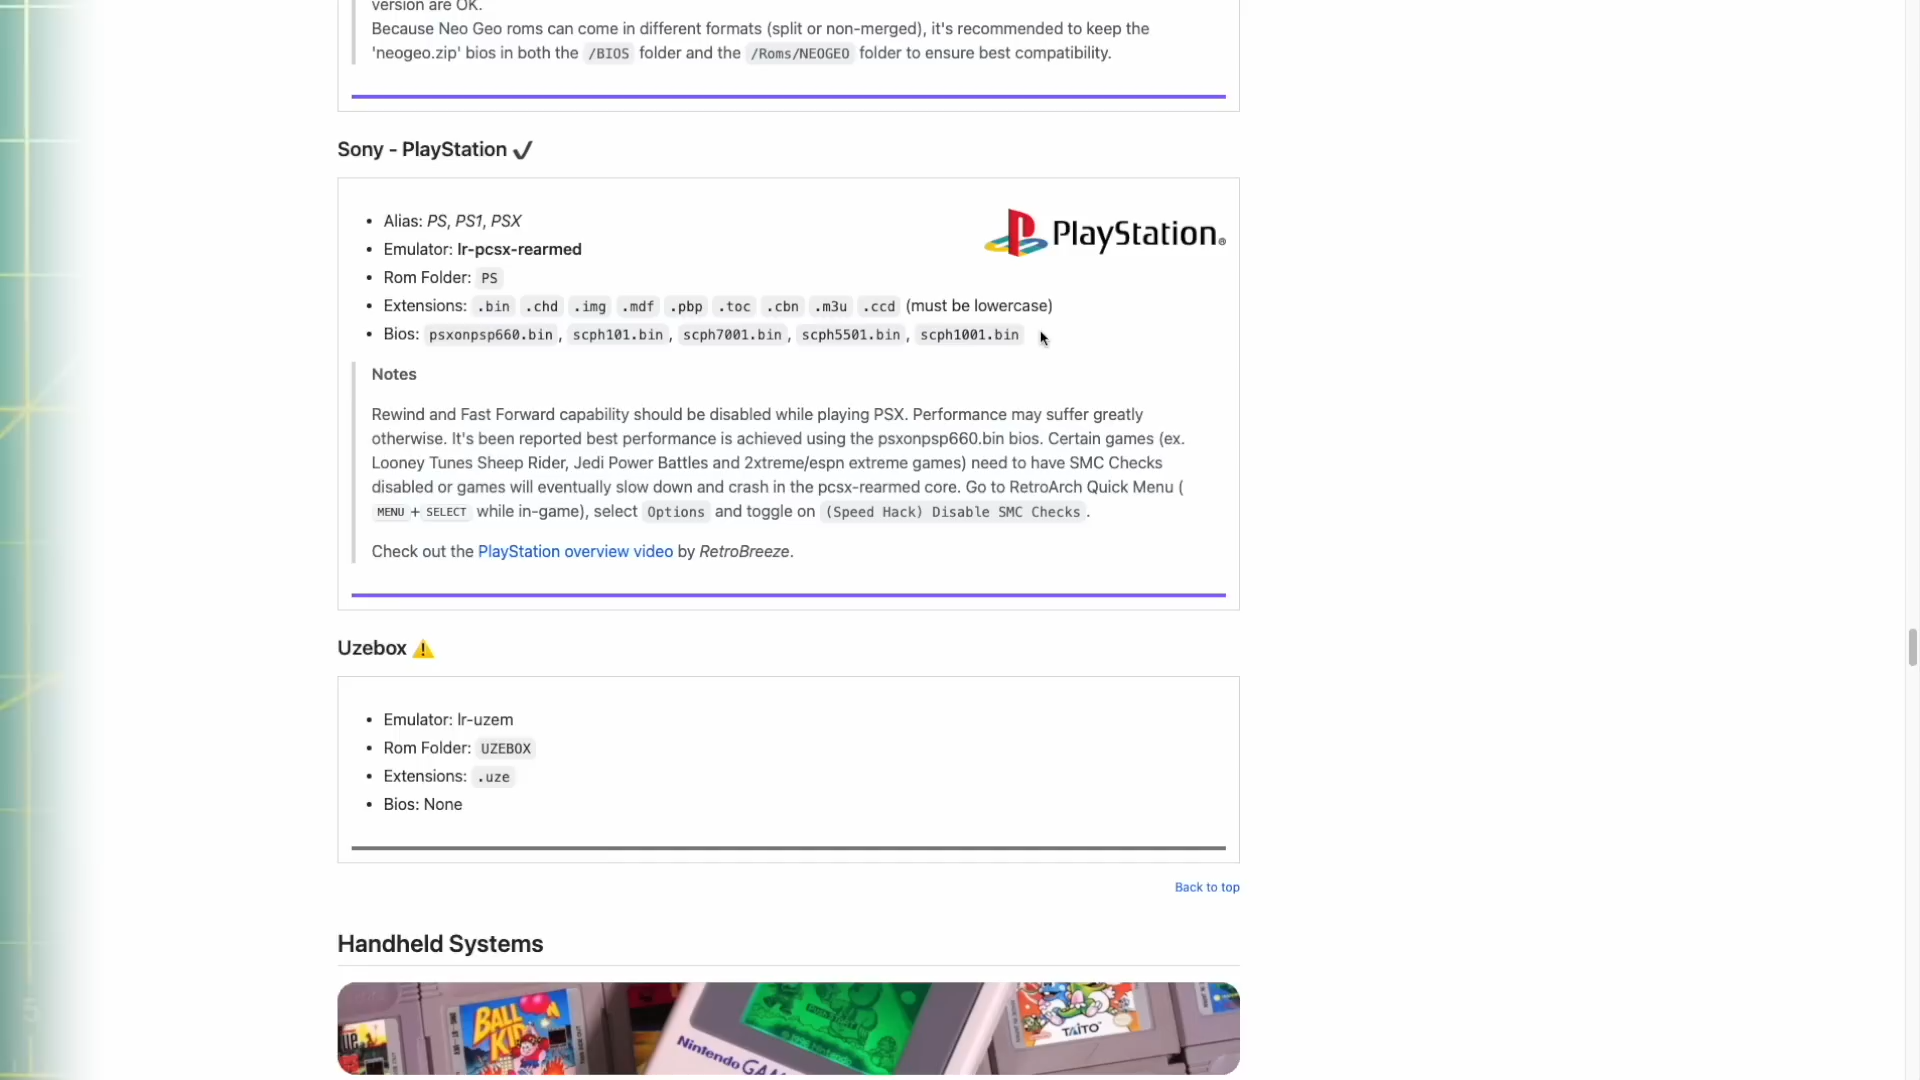 version are OK.
Because Neo Geo roms can come in different formats (split or non-merged), it's recommended to keep the
'neogeo.zip' bios in both the /BIOS folder and the /Roms/NEOGEO folder to ensure best compatibility.
Sony - PlayStation ✔
• Alias: PS, PS1, PSX
PlayStation®
• Emulator: lr-pcsx-rearmed
• Rom Folder: PS
• Extensions: .bin .chd .img .mdf .pbp .toc .cbn .m3u .ccd (must be lowercase)
• Bios: psxonpsp660.bin, scph101.bin, scph7001.bin, scph5501.bin, scph1001.bin
Notes
Rewind and Fast Forward capability should be disabled while playing PSX. Performance may suffer greatly
otherwise. It's been reported best performance is achieved using the psxonpsp660.bin bios. Certain games (ex.
Looney Tunes Sheep Rider, Jedi Power Battles and 2xtreme/espn extreme games) need to have SMC Checks
disabled or games will eventually slow down and crash in the pcsx-rearmed core. Go to RetroArch Quick Menu (
MENU + SELECT while in-game), select Options and toggle on (Speed Hack) Disable SMC Checks.
Check out the PlayStation overview video by RetroBreeze.
Uzebox ⚠️
• Emulator: lr-uzem
• Rom Folder: UZEBOX
• Extensions: .uze
• Bios: None
Back to top
Handheld Systems
BALL
TAITO
Nintendo